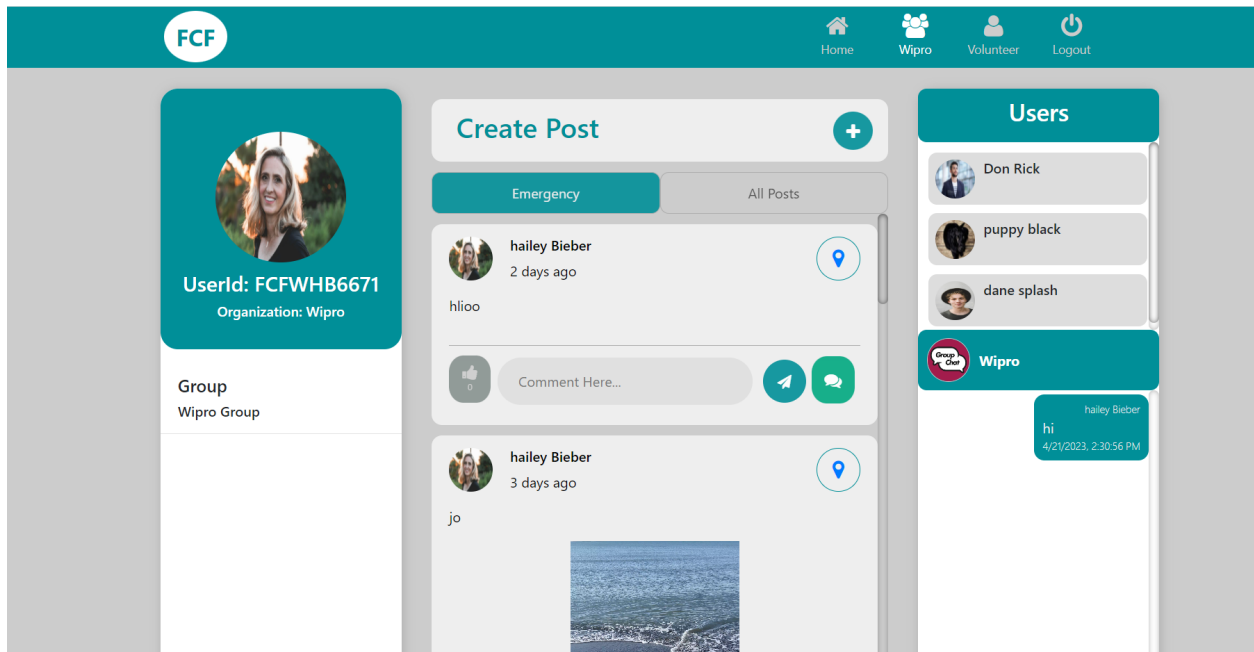 FCF
Home
Wipro
Volunteer
Logout
UserId: FCFWHB6671
Organization: Wipro
Group
Wipro Group
Create Post
Emergency
All Posts
hailey Bieber
2 days ago
hlioo
0
Comment Here...
hailey Bieber
3 days ago
jo
Users
Don Rick
puppy black
dane splash
Group
Chat
Wipro
hailey Bieber
hi
4/21/2023, 2:30:56 PM